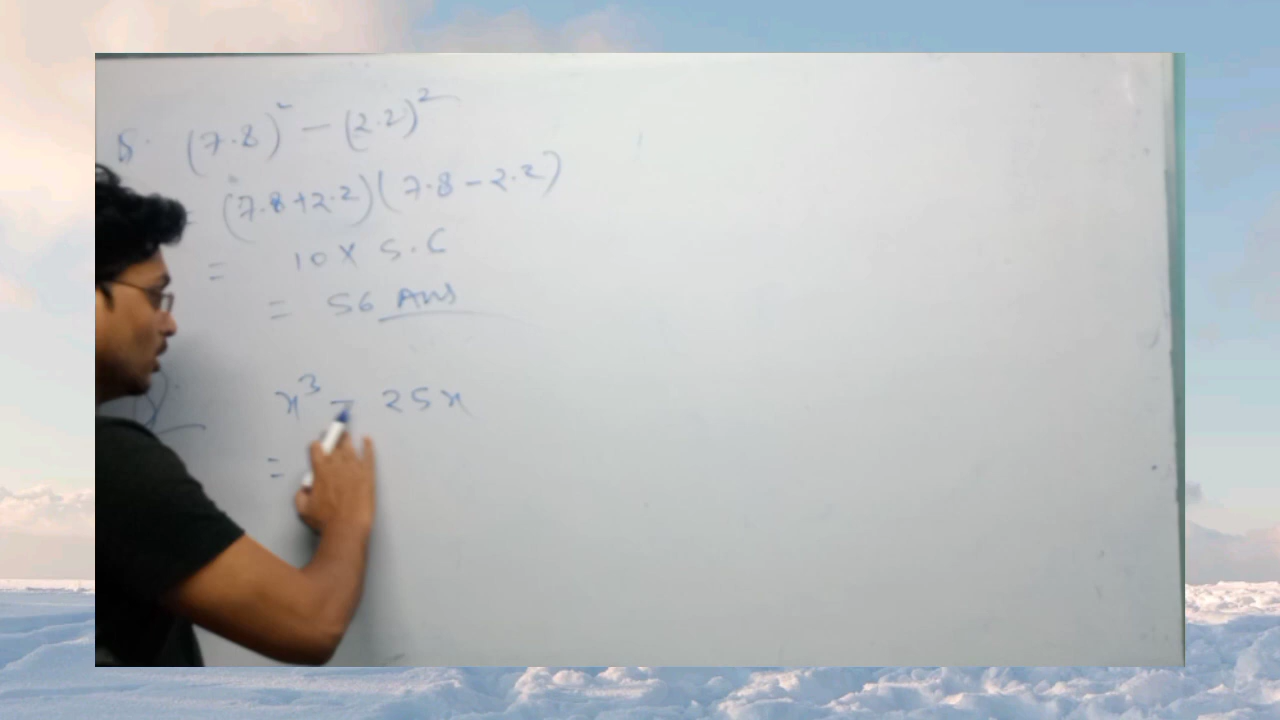 8. (7.8)² – (2.2)²
(7.8+2.2)(7.8–2.2)
= 10 X 5.6
= 56 Ans
x³ – 25x
=